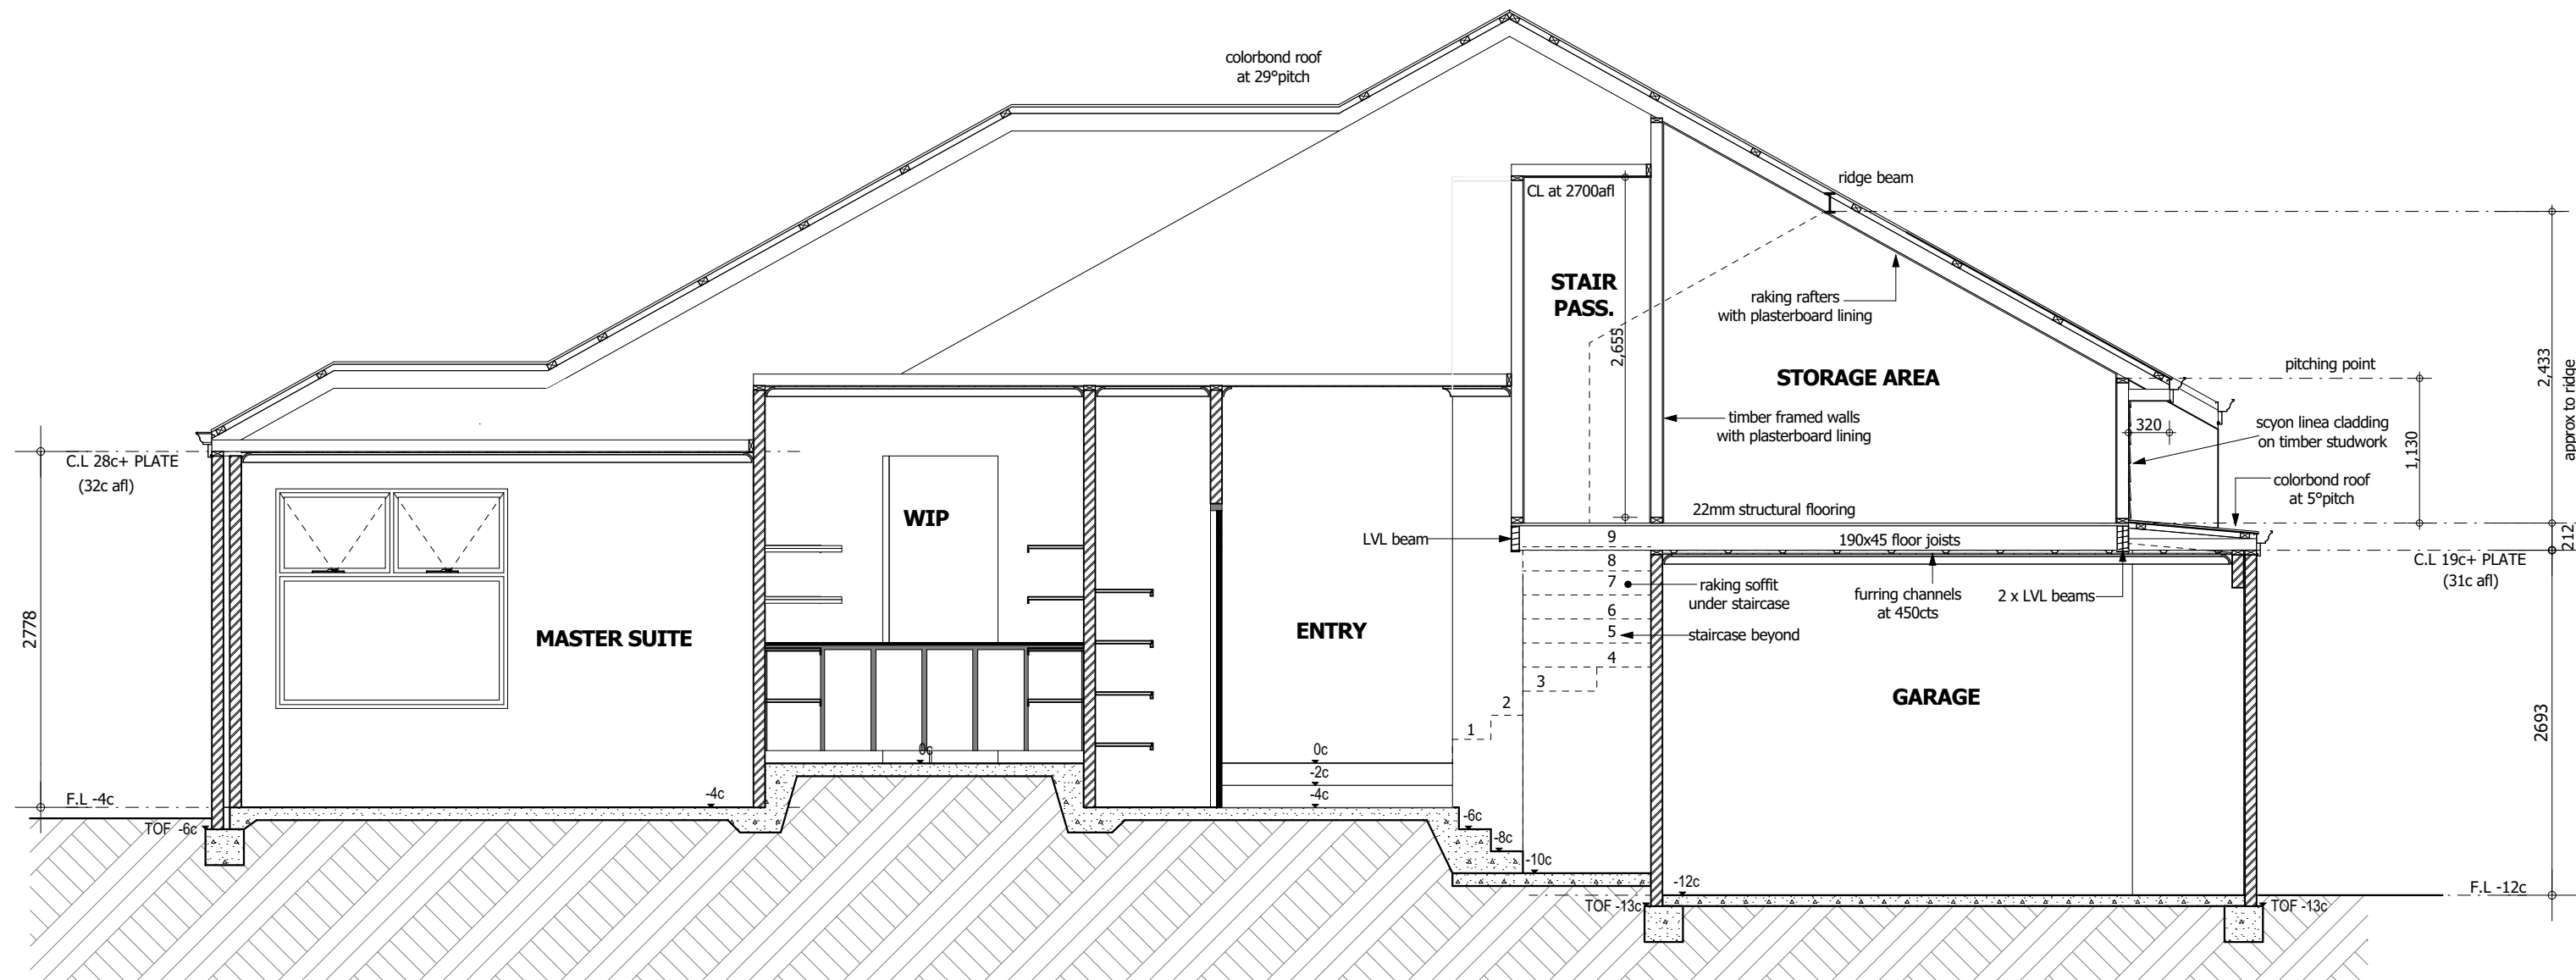 colorbond roof
at 29°pitch
ridge beam
CL at 2700afl
STAIR
PASS.
2,655
raking rafters
with plasterboard lining
STORAGE AREA
pitching point
2,433
approx to ridge
timber framed walls
with plasterboard lining
320
scyon linea cladding
on timber studwork
1,130
C.L 28c+ PLATE
(32c afl)
colorbond roof
at 5°pitch
WIP
22mm structural flooring
LVL beam
9
190x45 floor joists
212
8
C.L 19c+ PLATE
(31c afl)
7
raking soffit
under staircase
furring channels
at 450cts
2 x LVL beams
2778
MASTER SUITE
ENTRY
6
5
staircase beyond
4
3
GARAGE
2693
2
1
0c
0c
-2c
F.L -4c
-4c
-4c
TOF -6c
-6c
-8c
-10c
-12c
F.L -12c
TOF -13c
TOF -13c